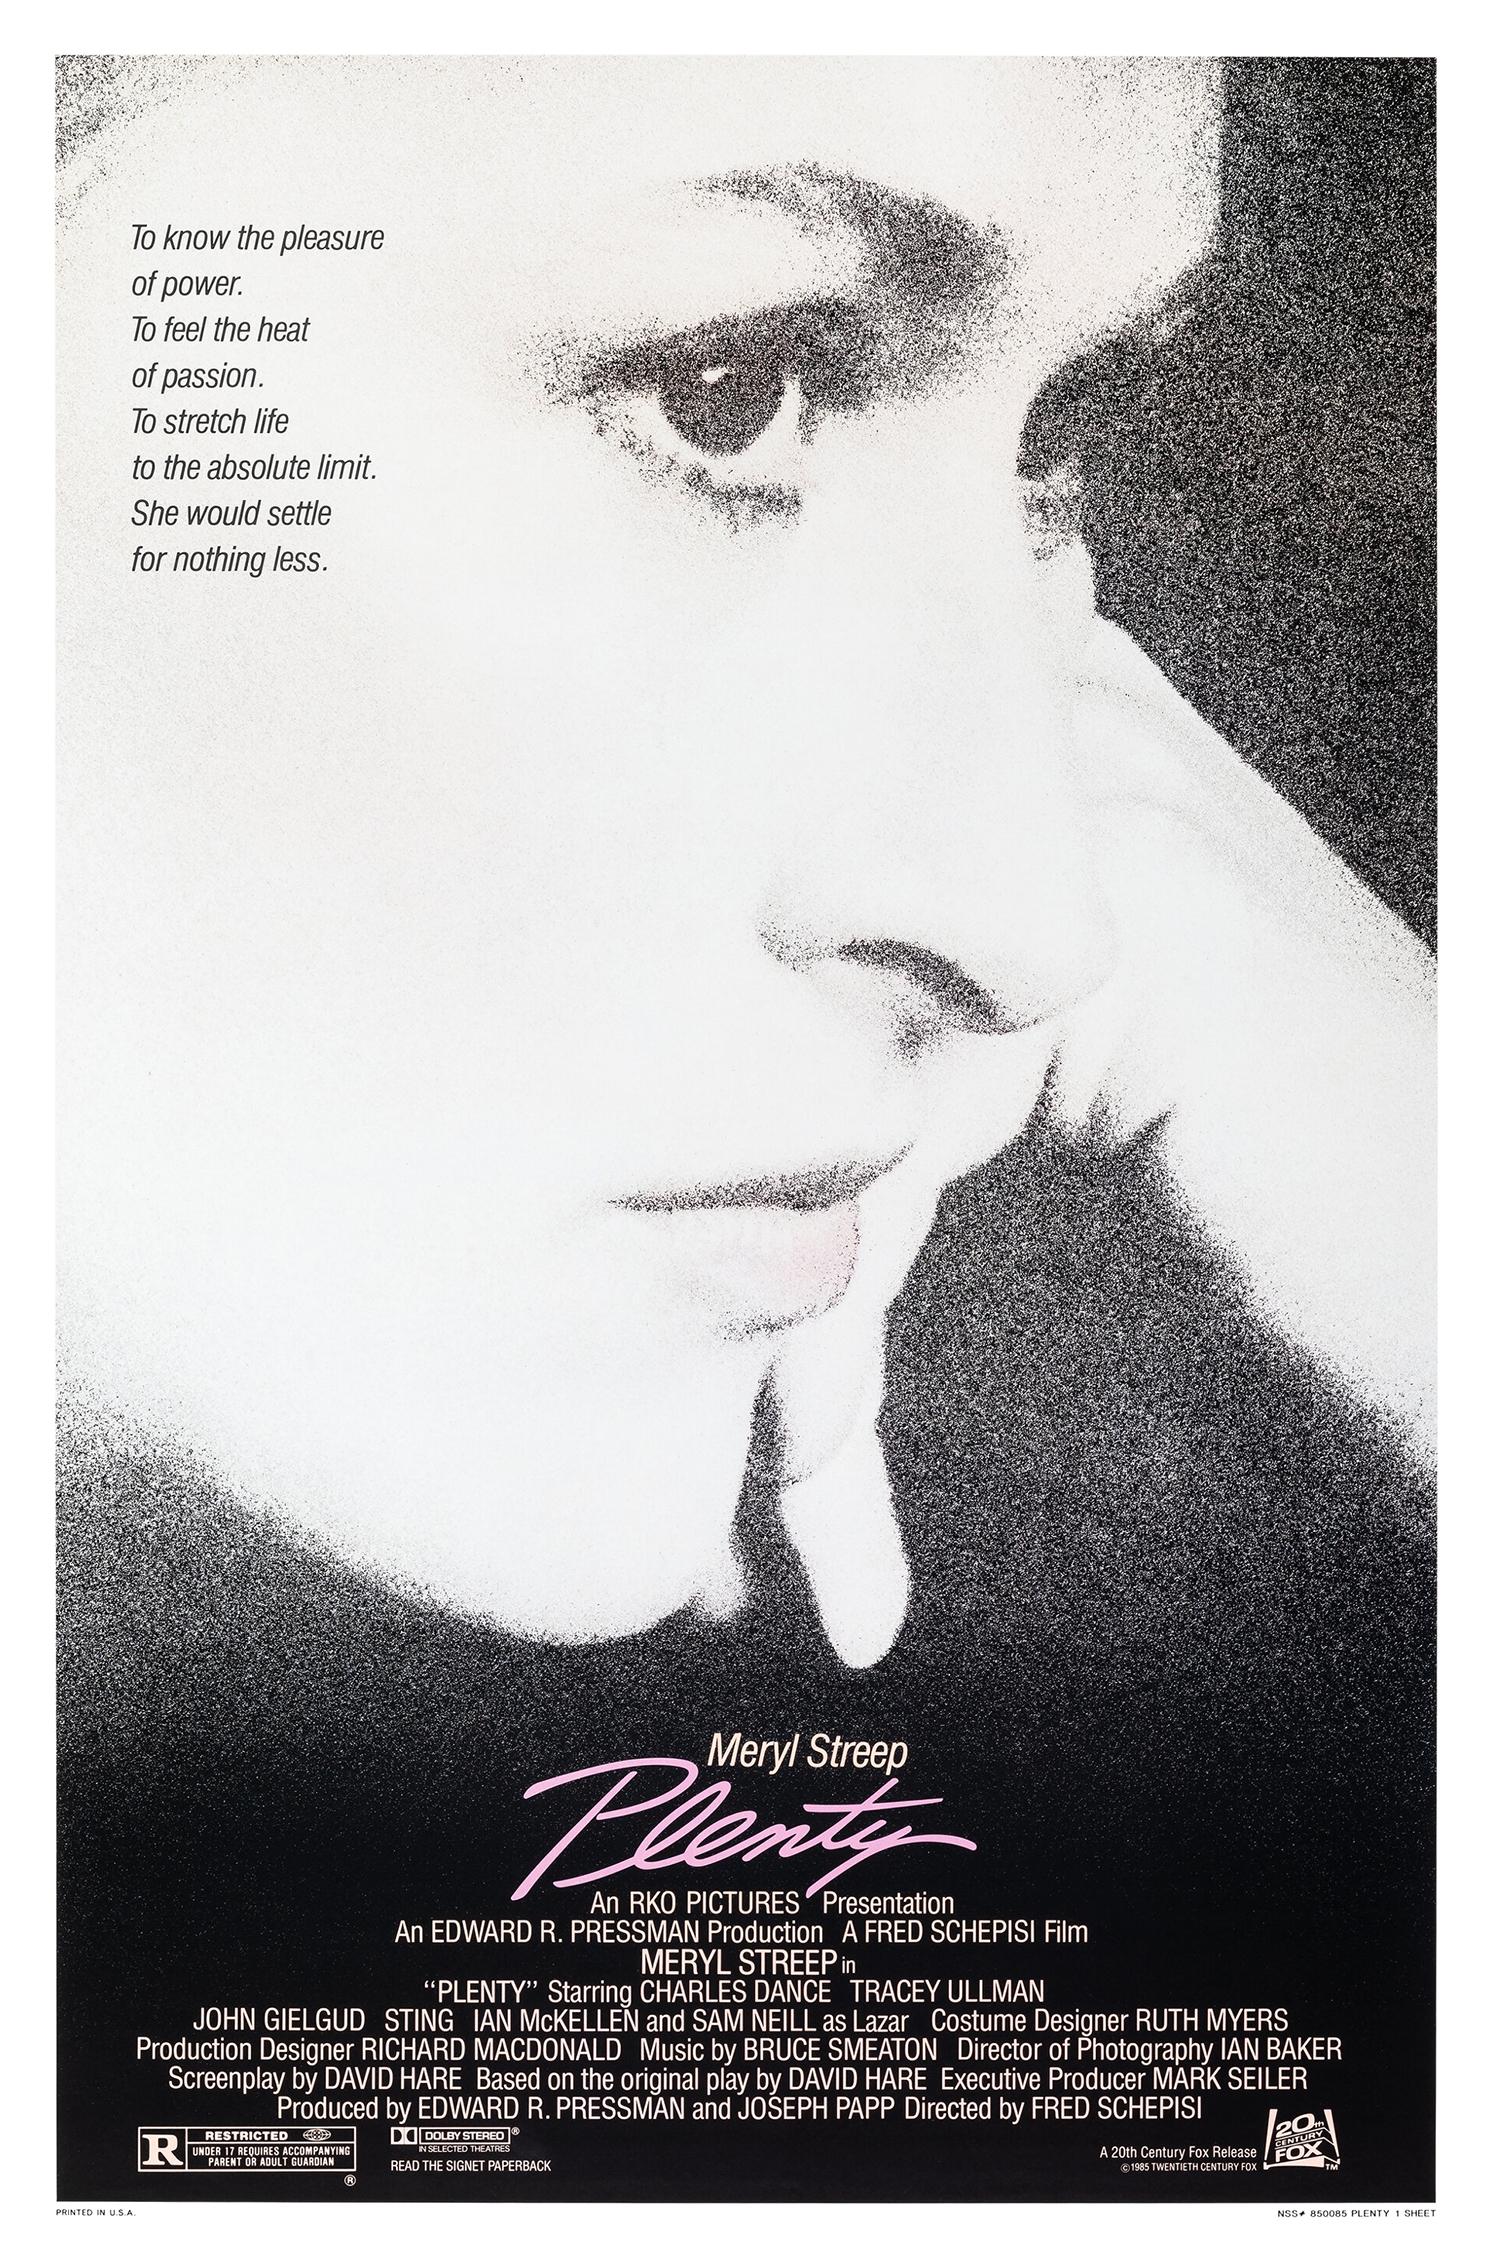 To know the pleasure
of power.
To feel the heat
of passion.
To stretch life
to the absolute limit.
She would settle
for nothing less.
Meryl Streep
Plenty
An RKO PICTURES Presentation
An EDWARD R. PRESSMAN Production A FRED SCHEPISI Film
MERYL STREEP in
“PLENTY” Starring CHARLES DANCE TRACEY ULLMAN
JOHN GIELGUD STING IAN McKELLEN and SAM NEILL as Lazar Costume Designer RUTH MYERS
Production Designer RICHARD MACDONALD Music by BRUCE SMEATON Director of Photography IAN BAKER
Screenplay by DAVID HARE Based on the original play by DAVID HARE Executive Producer MARK SEILER
Produced by EDWARD R. PRESSMAN and JOSEPH PAPP Directed by FRED SCHEPISI
R RESTRICTED
UNDER 17 REQUIRES ACCOMPANYING
PARENT OR ADULT GUARDIAN
®
DOLBY STEREO ®
IN SELECTED THEATRES
READ THE SIGNET PAPERBACK
A 20th Century Fox Release
©1985 TWENTIETH CENTURY FOX
20th
CENTURY
FOX
TM
PRINTED IN U.S.A.
NSS# 850085 PLENTY 1 SHEET